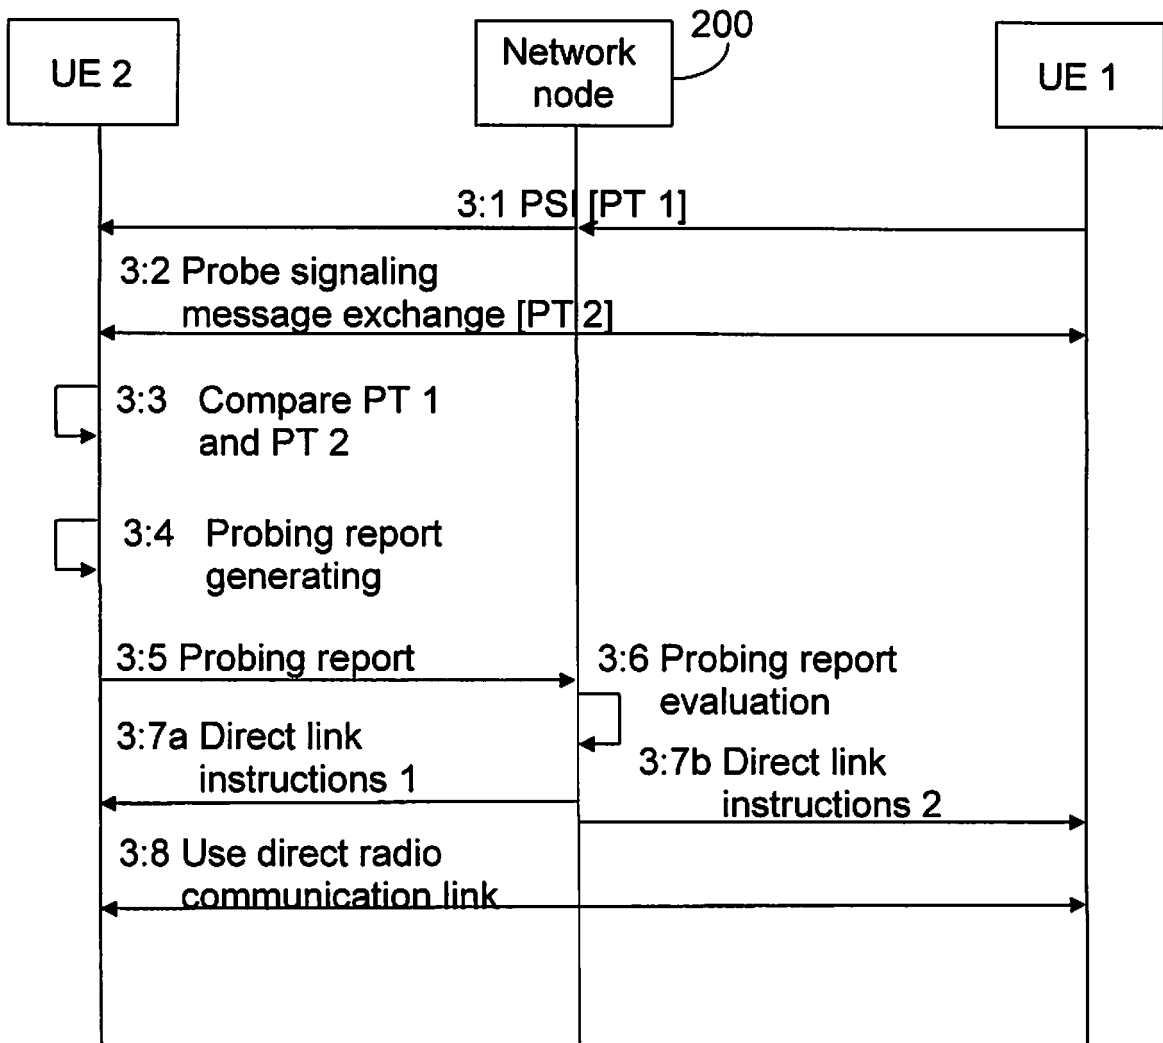 200
UE 2
Network
node
UE 1
3:1 PSI [PT 1]
3:2 Probe signaling
message exchange [PT 2]
3:3 Compare PT 1
and PT 2
3:4 Probing report
generating
3:5 Probing report
3:6 Probing report
evaluation
3:7a Direct link
instructions 1
3:7b Direct link
instructions 2
3:8 Use direct radio
communication link